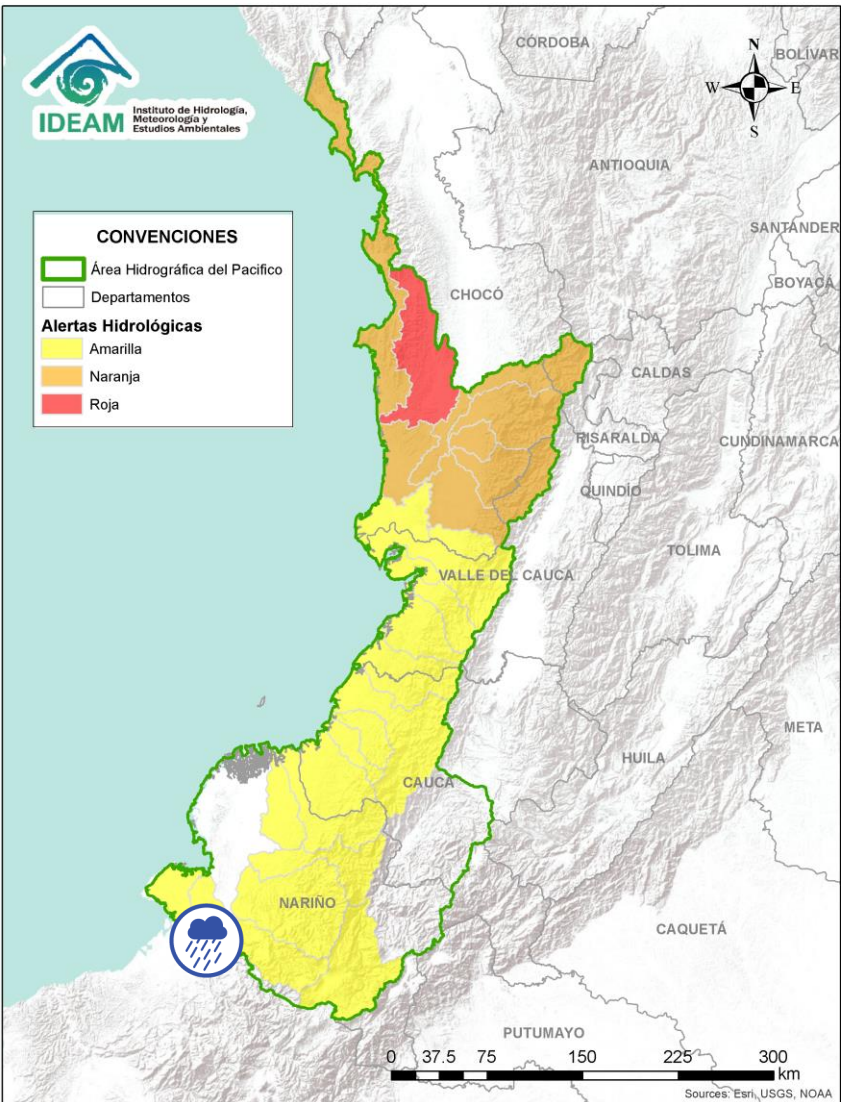 IDEAM
Instituto de Hidrología,
Meteorología y
Estudios Ambientales
CÓRDOBA
BOLIVAR
N
W
E
S
ANTIOQUIA
SANTANDER
BOYACÁ
CONVENCIONES
Área Hidrográfica del Pacifico
Departamentos
Alertas Hidrológicas
Amarilla
Naranja
Roja
CHOCÓ
CALDAS
RISARALDA
CUNDINAMARCA
QUINDÍO
TOLIMA
VALLE DEL CAUCA
META
HUILA
CAUCA
NARIÑO
CAQUETÁ
PUTUMAYO
0 37.5 75 150 225 300
km
Sources: Esri, USGS, NOAA